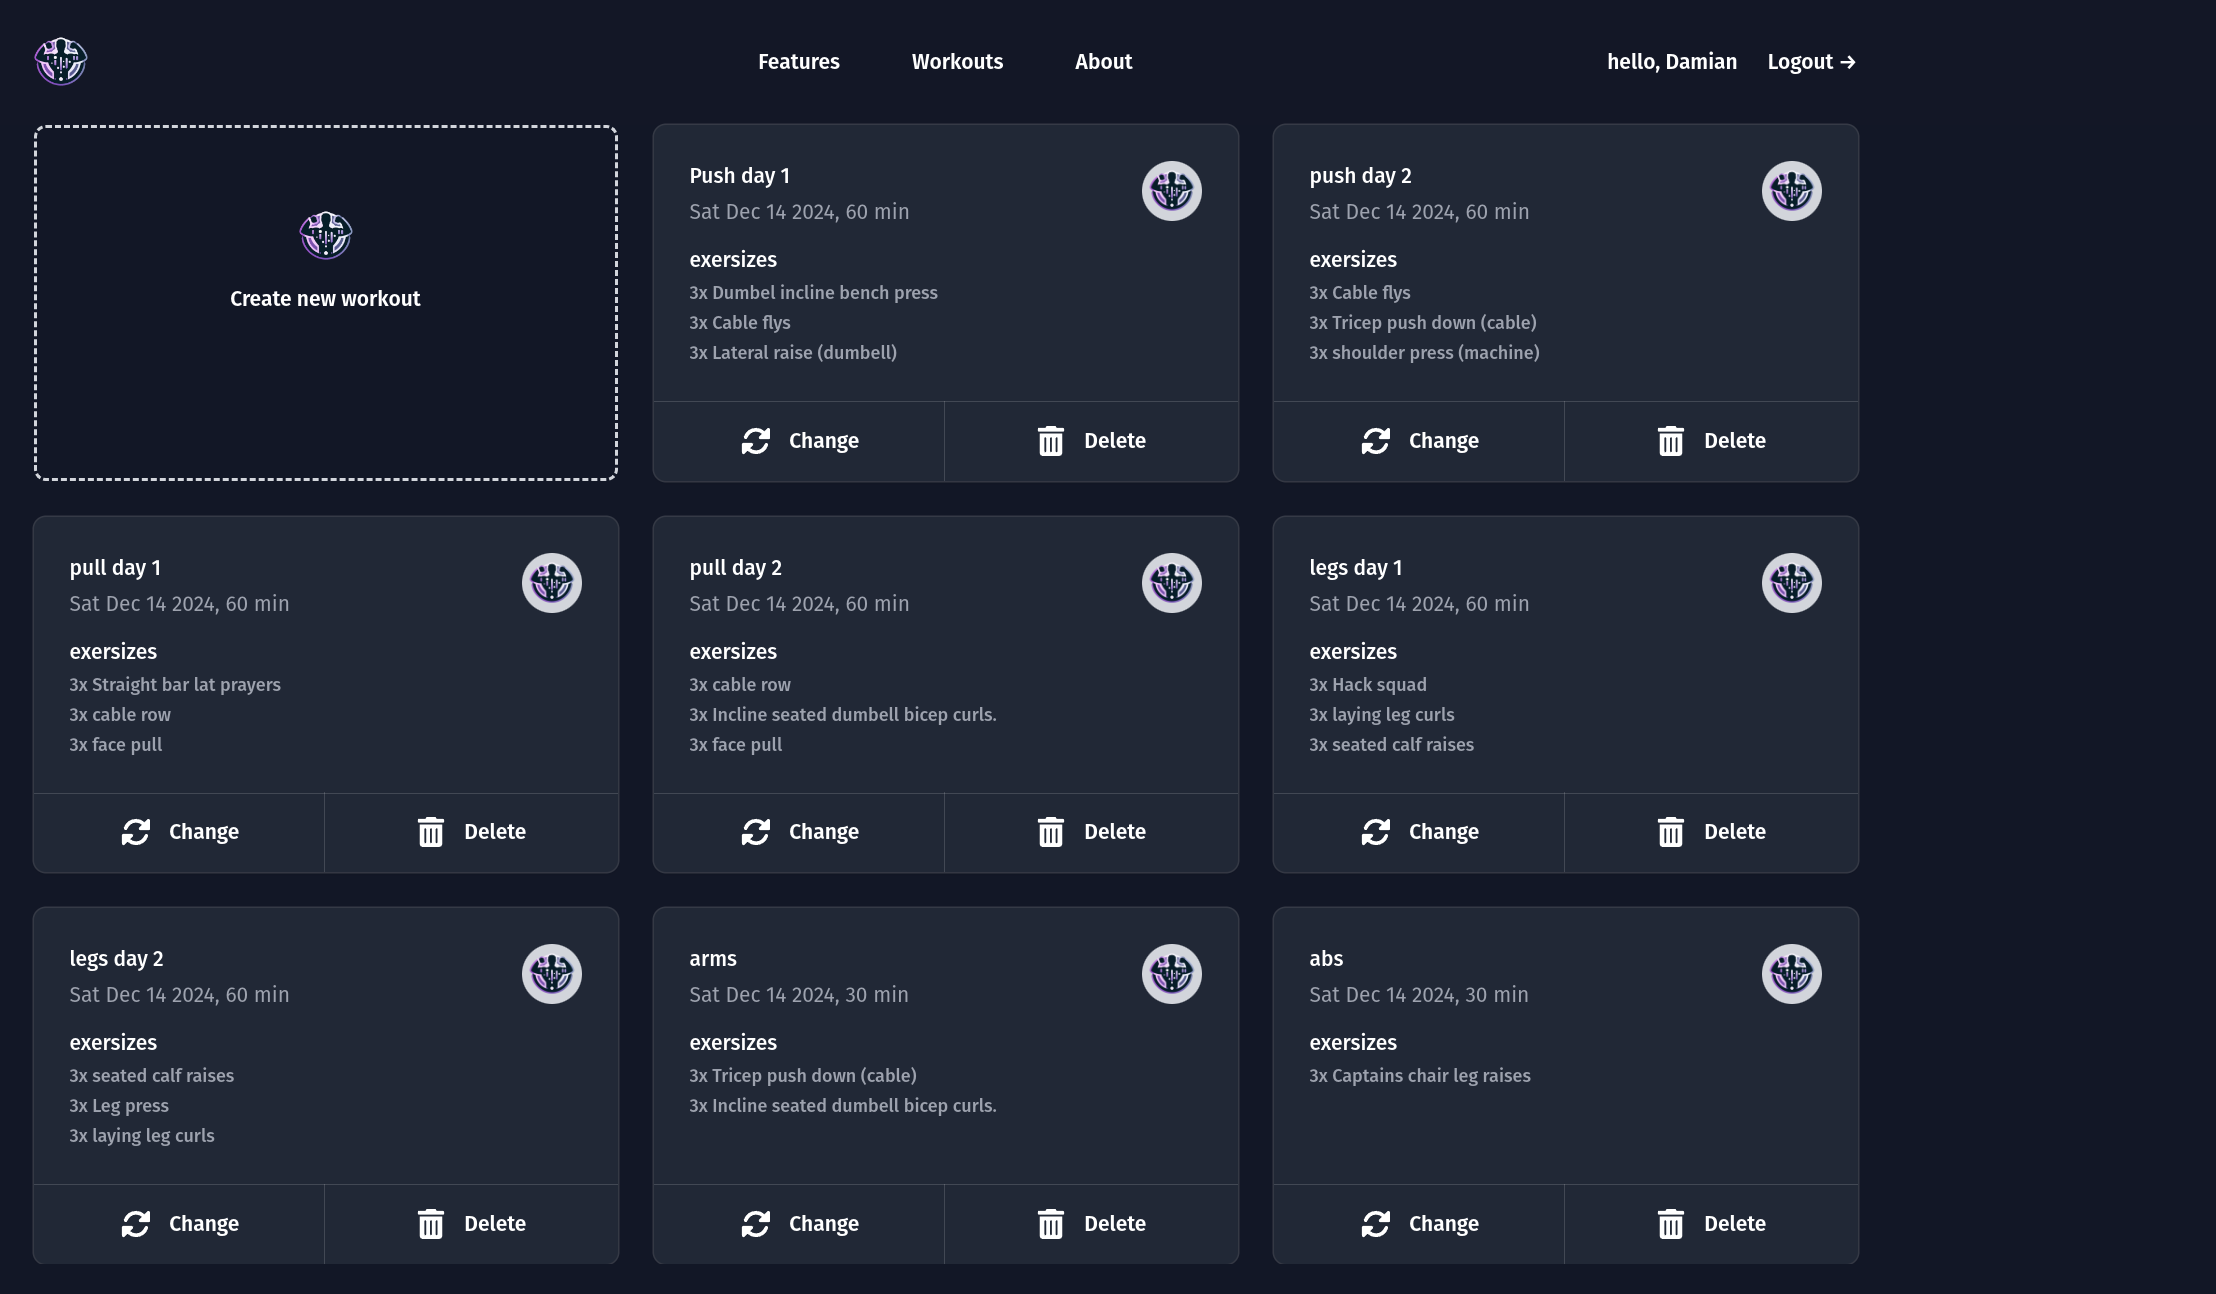 Features
Workouts
About
hello, Damian
Logout →
Create new workout
Push day 1
Sat Dec 14 2024, 60 min
exersizes
3x Dumbel incline bench press
3x Cable flys
3x Lateral raise (dumbell)
Change
Delete
push day 2
Sat Dec 14 2024, 60 min
exersizes
3x Cable flys
3x Tricep push down (cable)
3x shoulder press (machine)
Change
Delete
pull day 1
Sat Dec 14 2024, 60 min
exersizes
3x Straight bar lat prayers
3x cable row
3x face pull
Change
Delete
pull day 2
Sat Dec 14 2024, 60 min
exersizes
3x cable row
3x Incline seated dumbell bicep curls.
3x face pull
Change
Delete
legs day 1
Sat Dec 14 2024, 60 min
exersizes
3x Hack squad
3x laying leg curls
3x seated calf raises
Change
Delete
legs day 2
Sat Dec 14 2024, 60 min
exersizes
3x seated calf raises
3x Leg press
3x laying leg curls
Change
Delete
arms
Sat Dec 14 2024, 30 min
exersizes
3x Tricep push down (cable)
3x Incline seated dumbell bicep curls.
Change
Delete
abs
Sat Dec 14 2024, 30 min
exersizes
3x Captains chair leg raises
Change
Delete